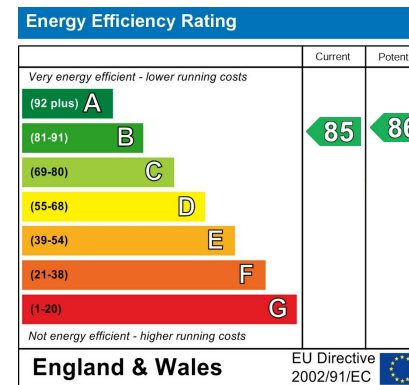 Energy Efficiency Rating
Current Potent
Very energy efficient - lower running costs
(92 plus) A
(81-91) B
85 86
(69-80) C
(55-68) D
(39-54) E
(21-38) F
(1-20) G
Not energy efficient - higher running costs
England & Wales
EU Directive
2002/91/EC